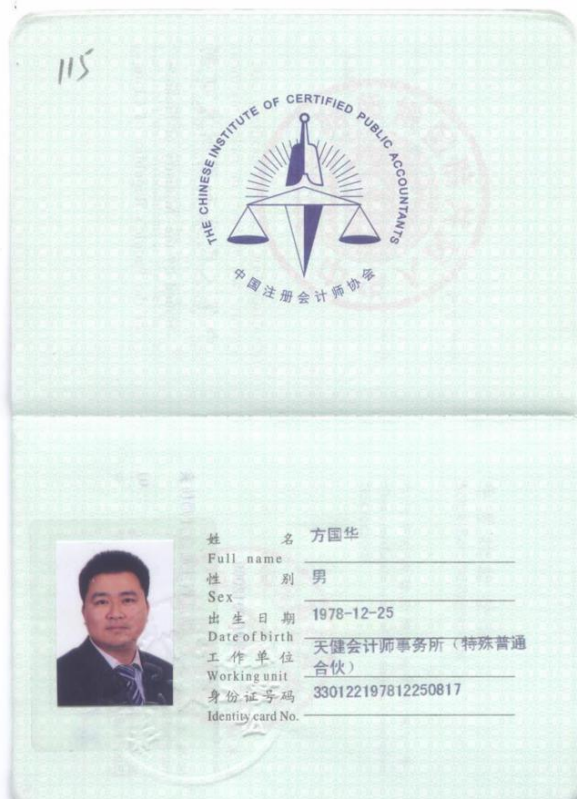 115
THE CHINESE INSTITUTE OF CERTIFIED PUBLIC ACCOUNTANTS
中国注册会计师协会
姓 名 方国华
Full name
性 别 男
Sex
出生日期 1978-12-25
Date of birth
工作单位 天健会计师事务所（特殊普通
Working unit 合伙）
身份证号码 330122197812250817
Identity card No.